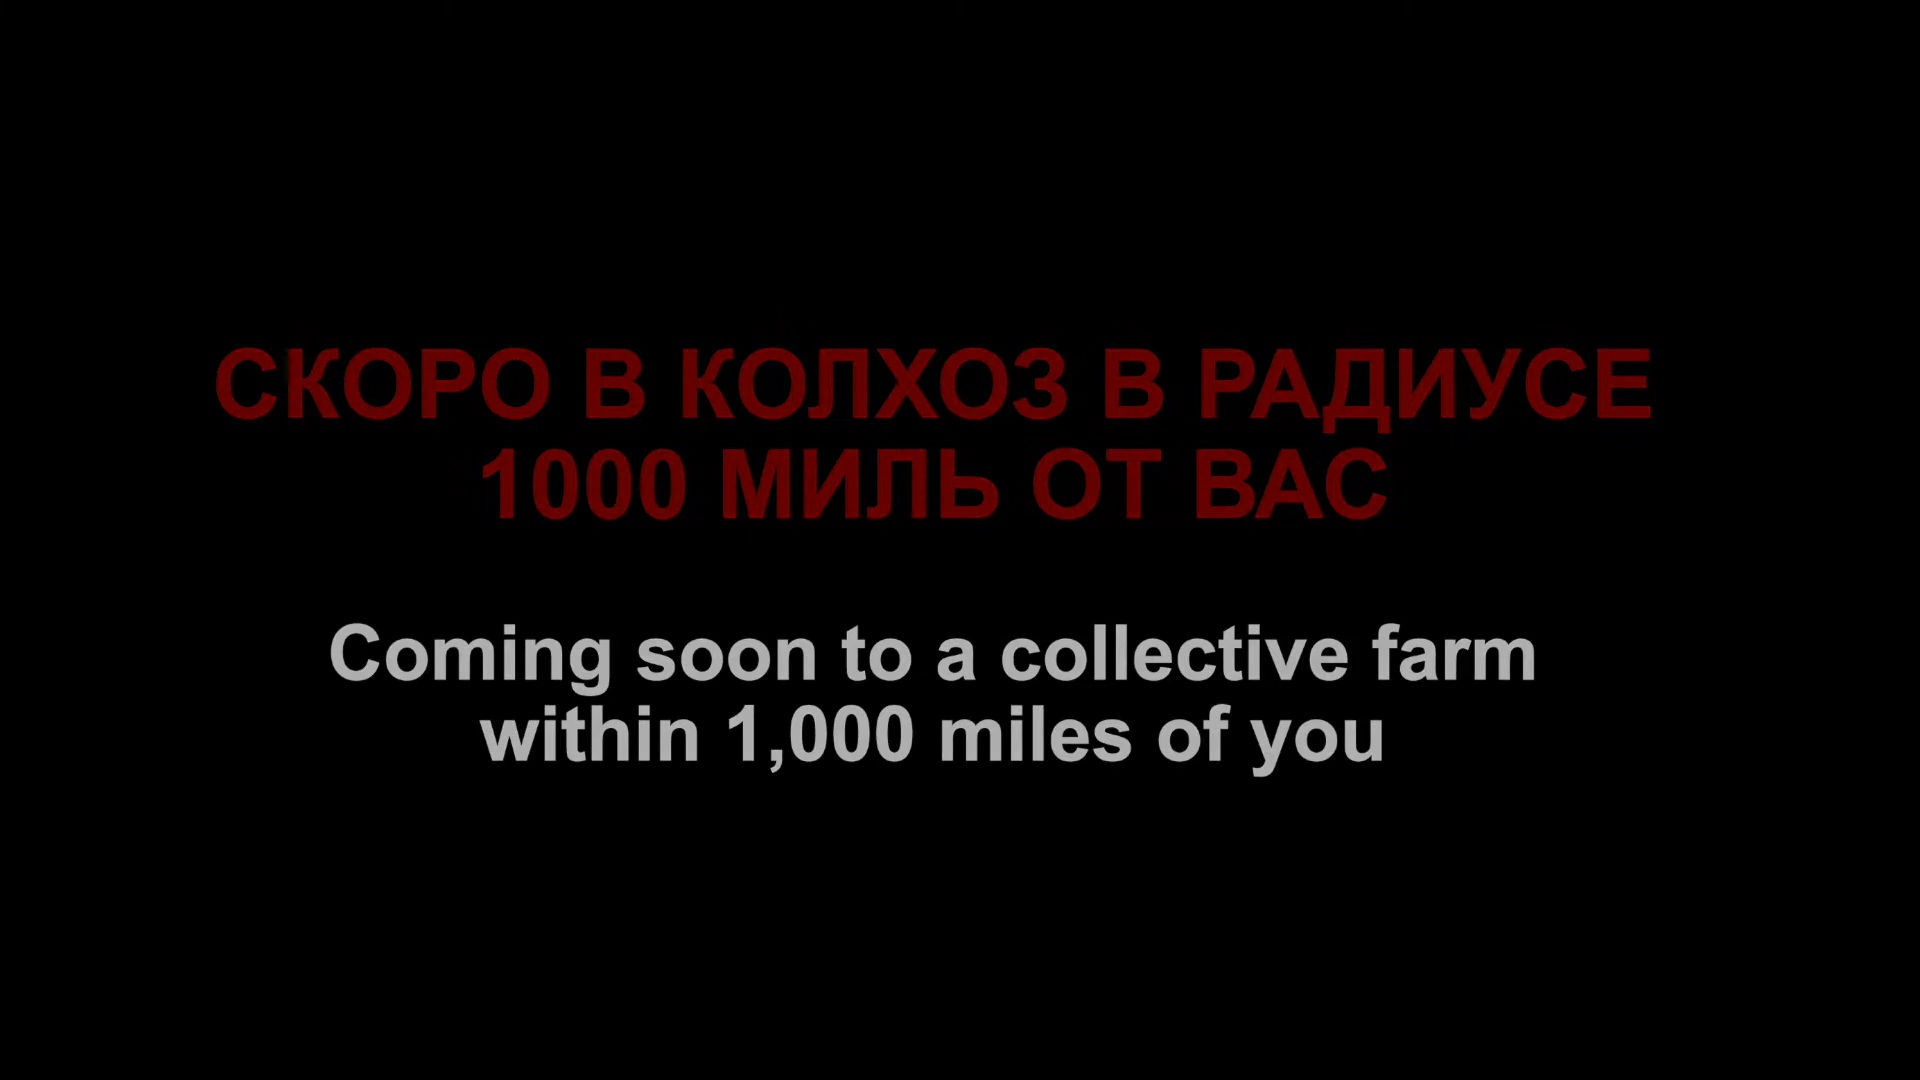 СКОРО В КОЛХОЗ В РАДИУСЕ
1000 МИЛЬ ОТ ВАС
Coming soon to a collective farm
within 1,000 miles of you